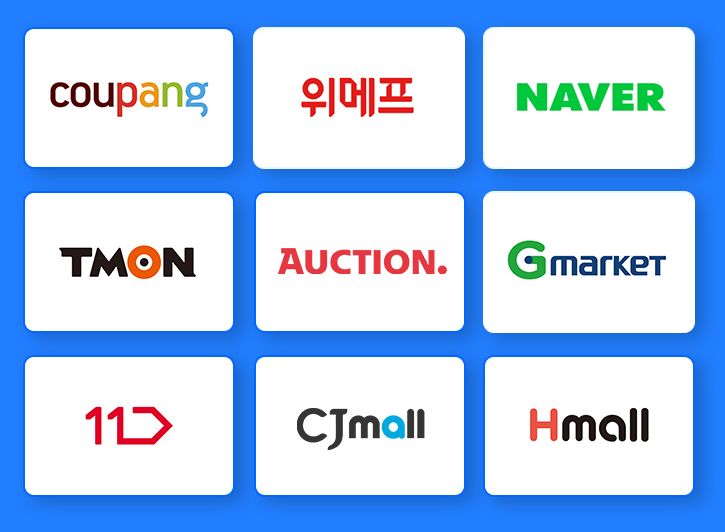 coupang
위메프
NAVER
TMON
AUCTION.
Gmarket
11
CJmall
Hmall